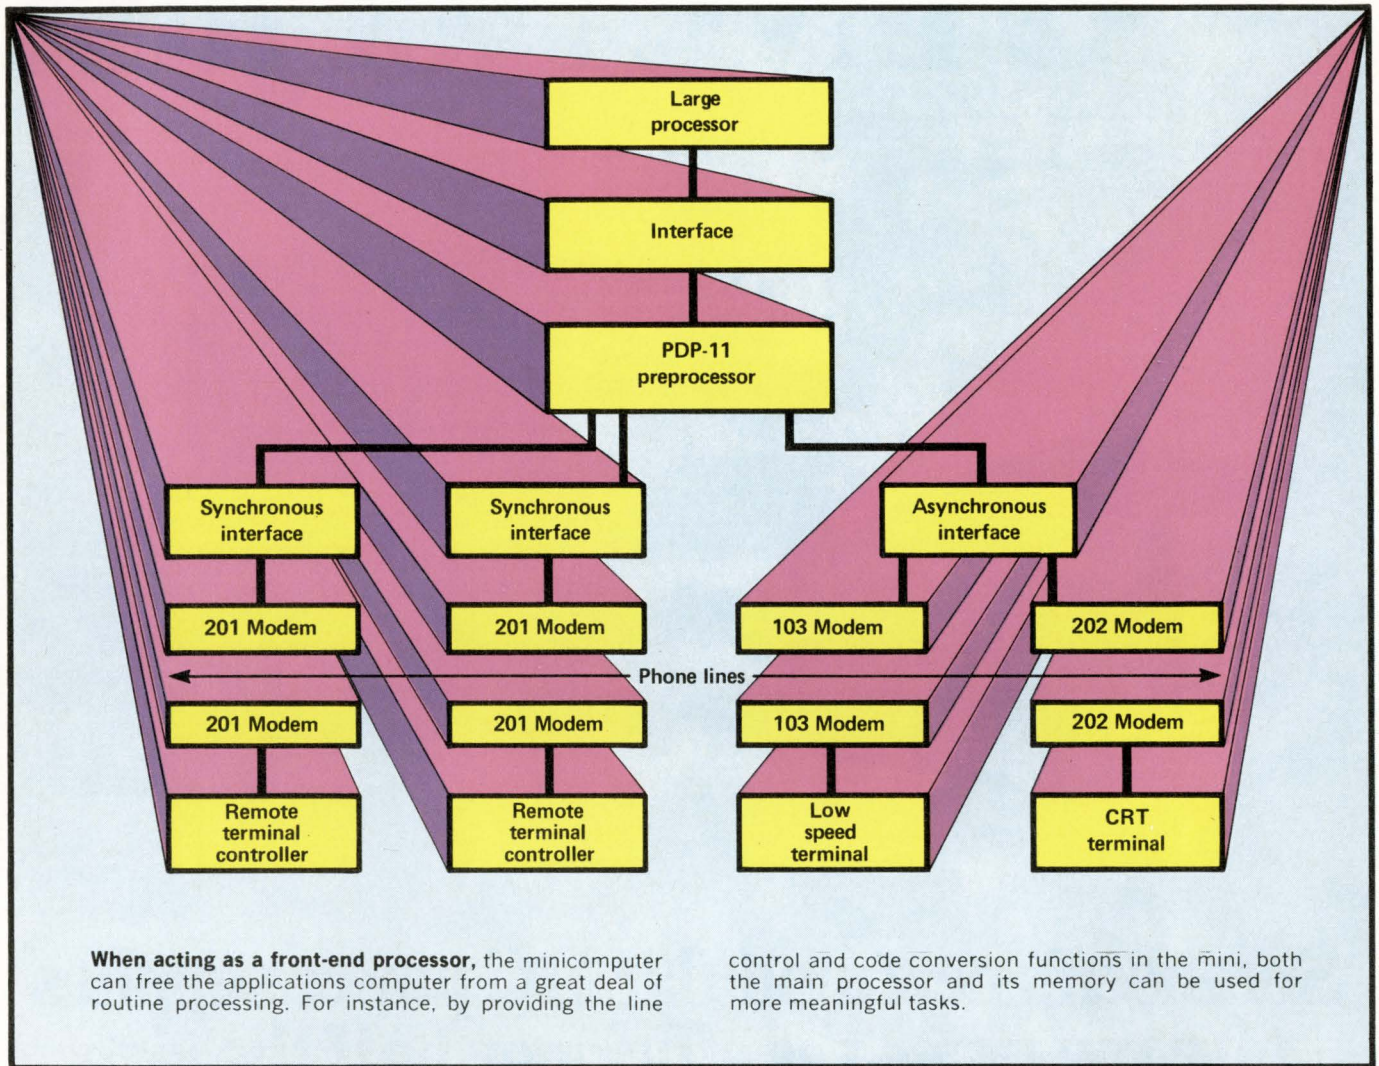 Large
processor
Interface
PDP-11
preprocessor
Synchronous
interface
Synchronous
interface
Asynchronous
interface
201 Modem
201 Modem
103 Modem
202 Modem
Phone lines
201 Modem
201 Modem
103 Modem
202 Modem
Remote
terminal
controller
Remote
terminal
controller
Low
speed
terminal
CRT
terminal
When acting as a front-end processor, the minicomputer
can free the applications computer from a great deal of
routine processing. For instance, by providing the line
control and code conversion functions in the mini, both
the main processor and its memory can be used for
more meaningful tasks.